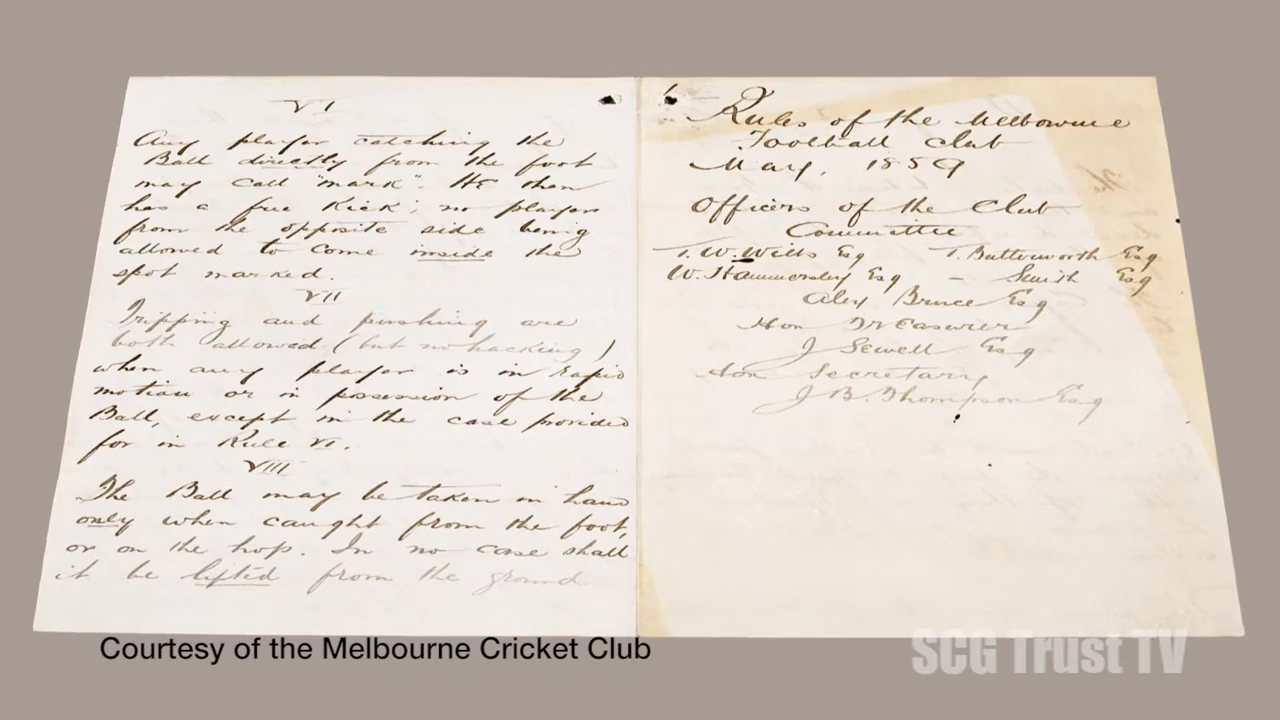 VI
Any player catching the
Ball directly from the foot
may call "mark". He then
has a free kick; no player
from the opposite side being
allowed to come inside the
spot marked.
VII
Tripping and pushing are
both allowed (but no hacking)
when any player is in rapid
motion or in possession of the
Ball, except in the case provided
for in Rule VI.
VIII
The Ball may be taken in hand
only when caught from the foot,
or on the hop. In no case shall
it be lifted from the ground
Rules of the Melbourne
Football Club
May, 1859
Officers of the Club
Committee
T. W. Wills Esq T. Butterworth Esq
W. Hammersley Esq – Smith Esq
Alex Bruce Esq
Hon Treasurer
J Sewell Esq
Hon Secretary
J B. Thompson Esq
Courtesy of the Melbourne Cricket Club
SCG Trust TV